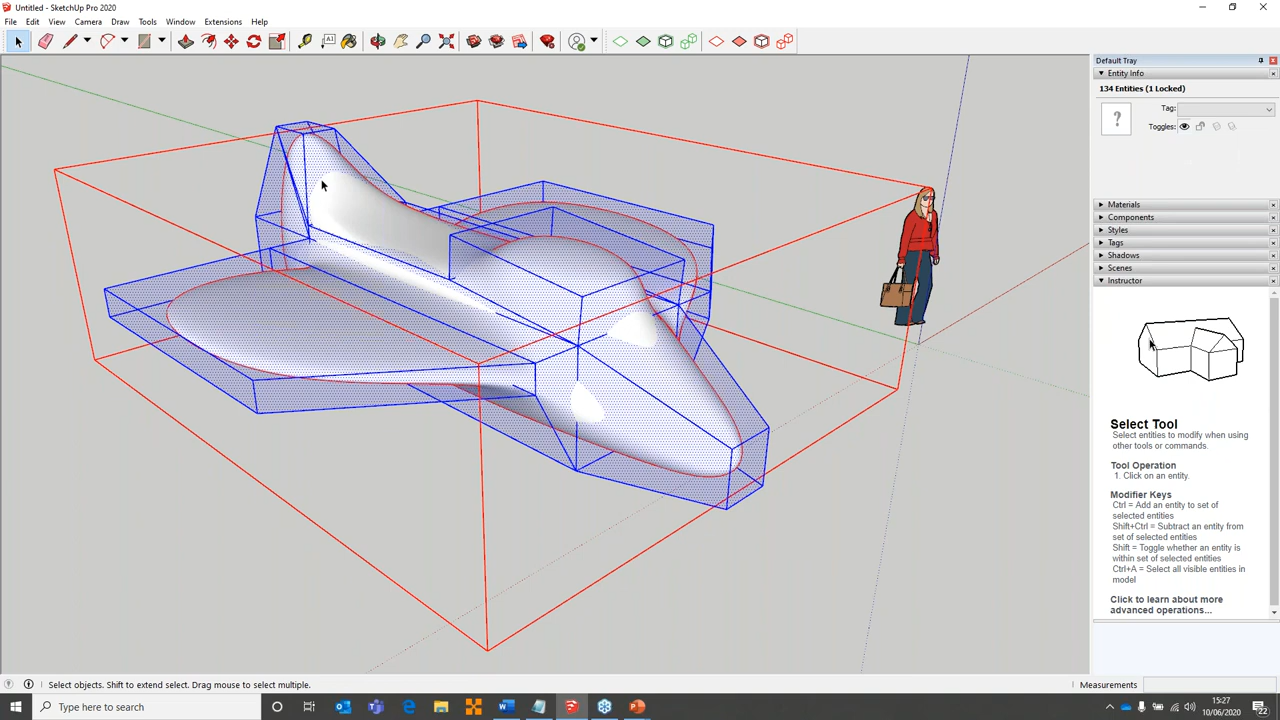 Untitled - SketchUp Pro 2020
File Edit View Camera Draw Tools Window Extensions Help
Default Tray
Entity Info
134 Entities (1 Locked)
Tag:
Toggles:
Materials
Components
Styles
Tags
Shadows
Scenes
Instructor
Select Tool
Select entities to modify when using
other tools or commands.
Tool Operation
1. Click on an entity.
Modifier Keys
Ctrl = Add an entity to set of
selected entities
Shift+Ctrl = Subtract an entity from
set of selected entities
Shift = Toggle whether an entity is
within set of selected entities
Ctrl+A = Select all visible entities in
model
Click to learn about more
advanced operations...
Select objects. Shift to extend select. Drag mouse to select multiple.
Measurements
Type here to search
15:27
10/06/2020
22